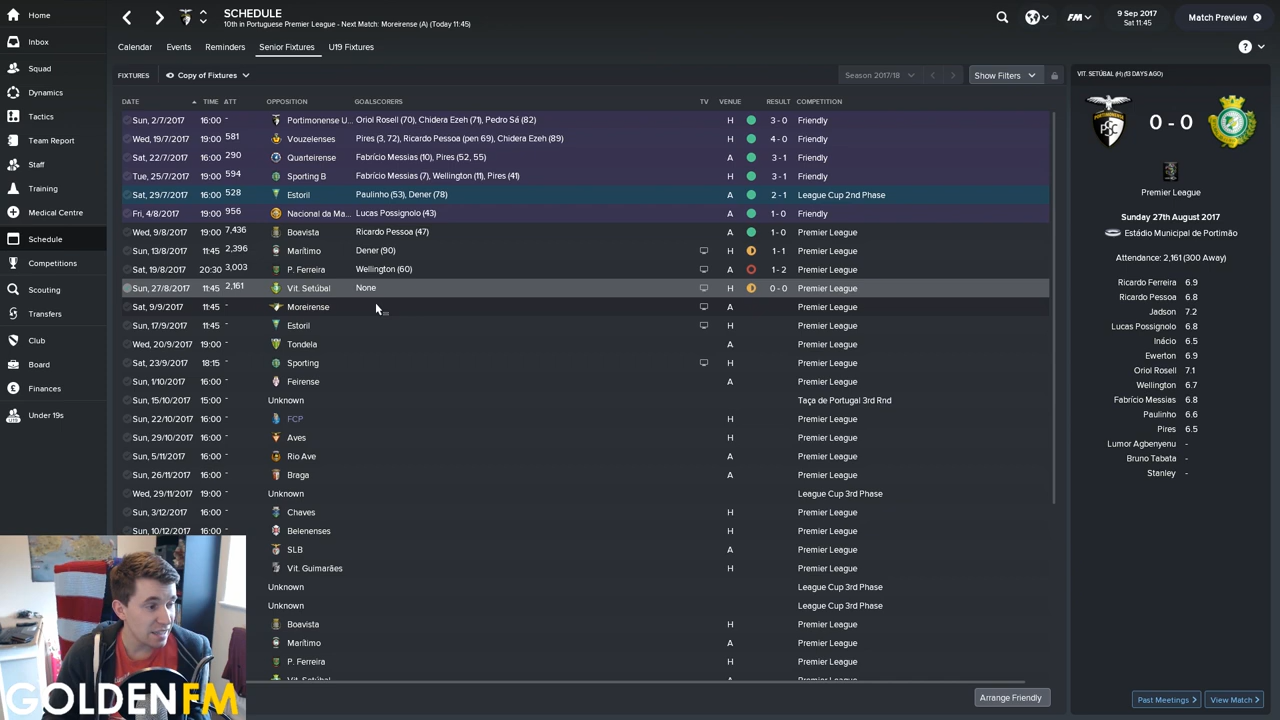 Home
Inbox
Squad
Dynamics
Tactics
Team Report
Staff
Training
Medical Centre
Schedule
Competitions
Scouting
Transfers
Club
Board
Finances
Under 19s
SCHEDULE
10th in Portuguese Premier League - Next Match: Moreirense (A) (Today 11:45)
FM
9 Sep 2017
Sat 11:45
Match Preview
Calendar Events Reminders Senior Fixtures U19 Fixtures
?
FIXTURES Copy of Fixtures Season 2017/18 Show Filters
DATE TIME ATT OPPOSITION GOALSCORERS TV VENUE RESULT COMPETITION
Sun, 2/7/2017 16:00 - Portimonense U... Oriol Rosell (70), Chidera Ezeh (71), Pedro Sá (82) H 3 - 0 Friendly
Wed, 19/7/2017 19:00 581 Vouzelenses Pires (3, 72), Ricardo Pessoa (pen 69), Chidera Ezeh (89) H 4 - 0 Friendly
Sat, 22/7/2017 16:00 290 Quarteirense Fabrício Messias (10), Pires (52, 55) A 3 - 1 Friendly
Tue, 25/7/2017 19:00 594 Sporting B Fabrício Messias (7), Wellington (11), Pires (41) H 3 - 1 Friendly
Sat, 29/7/2017 16:00 528 Estoril Paulinho (53), Dener (78) A 2 - 1 League Cup 2nd Phase
Fri, 4/8/2017 19:00 956 Nacional da Ma... Lucas Possignolo (43) A 1 - 0 Friendly
Wed, 9/8/2017 19:00 7,436 Boavista Ricardo Pessoa (47) A 1 - 0 Premier League
Sun, 13/8/2017 11:45 2,396 Marítimo Dener (90) H 1 - 1 Premier League
Sat, 19/8/2017 20:30 3,003 P. Ferreira Wellington (60) A 1 - 2 Premier League
Sun, 27/8/2017 11:45 2,161 Vit. Setúbal None H 0 - 0 Premier League
Sat, 9/9/2017 11:45 - Moreirense A Premier League
Sun, 17/9/2017 11:45 - Estoril H Premier League
Wed, 20/9/2017 19:00 - Tondela A Premier League
Sat, 23/9/2017 18:15 - Sporting H Premier League
Sun, 1/10/2017 16:00 - Feirense A Premier League
Sun, 15/10/2017 15:00 - Unknown Taça de Portugal 3rd Rnd
Sun, 22/10/2017 16:00 - FCP H Premier League
Sun, 29/10/2017 16:00 - Aves H Premier League
Sun, 5/11/2017 16:00 - Rio Ave A Premier League
Sun, 26/11/2017 16:00 - Braga A Premier League
Wed, 29/11/2017 19:00 - Unknown League Cup 3rd Phase
Sun, 3/12/2017 16:00 - Chaves H Premier League
Sun, 10/12/2017 16:00 - Belenenses H Premier League
SLB A Premier League
Vit. Guimarães H Premier League
Unknown League Cup 3rd Phase
Unknown League Cup 3rd Phase
Boavista H Premier League
Marítimo A Premier League
P. Ferreira H Premier League
Arrange Friendly
VIT. SETÚBAL (H) (13 DAYS AGO)
0 - 0
Premier League
Sunday 27th August 2017
Estádio Municipal de Portimão
Attendance: 2,161 (300 Away)
Ricardo Ferreira 6.9
Ricardo Pessoa 6.8
Jadson 7.2
Lucas Possignolo 6.8
Inácio 6.5
Ewerton 6.9
Oriol Rosell 7.1
Wellington 6.7
Fabrício Messias 6.8
Paulinho 6.6
Pires 6.5
Lumor Agbenyenu -
Bruno Tabata -
Stanley -
Past Meetings View Match
GOLDENFM